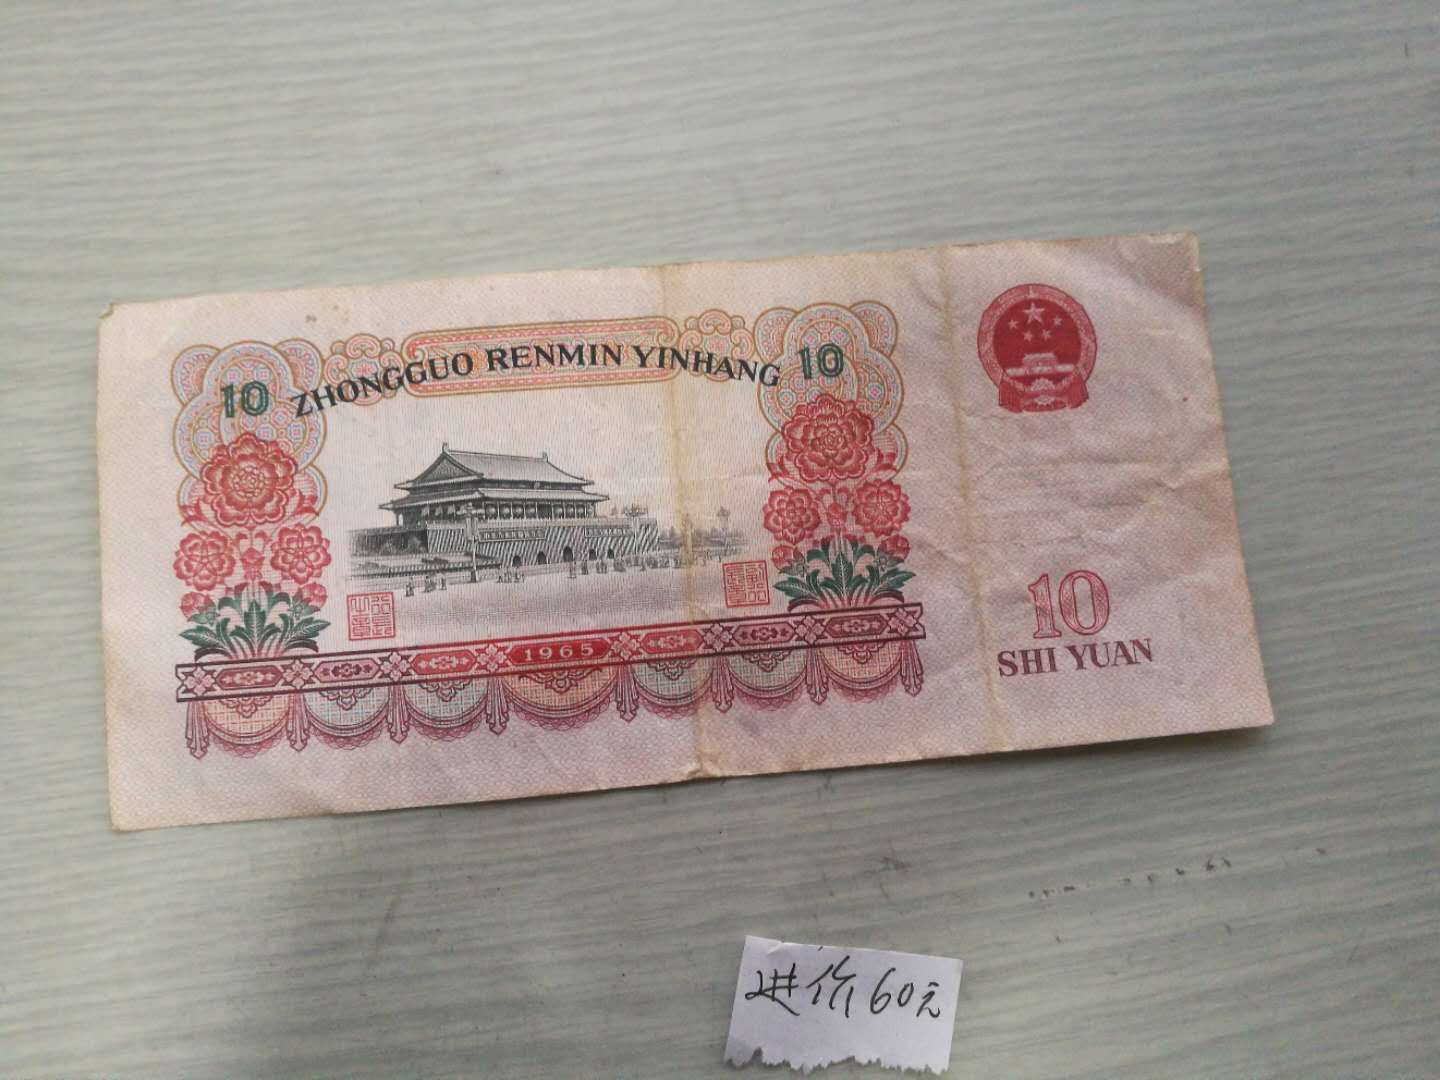 10 ZHONGGUO RENMIN YINHANG 10
1965
10
SHI YUAN
进价60元